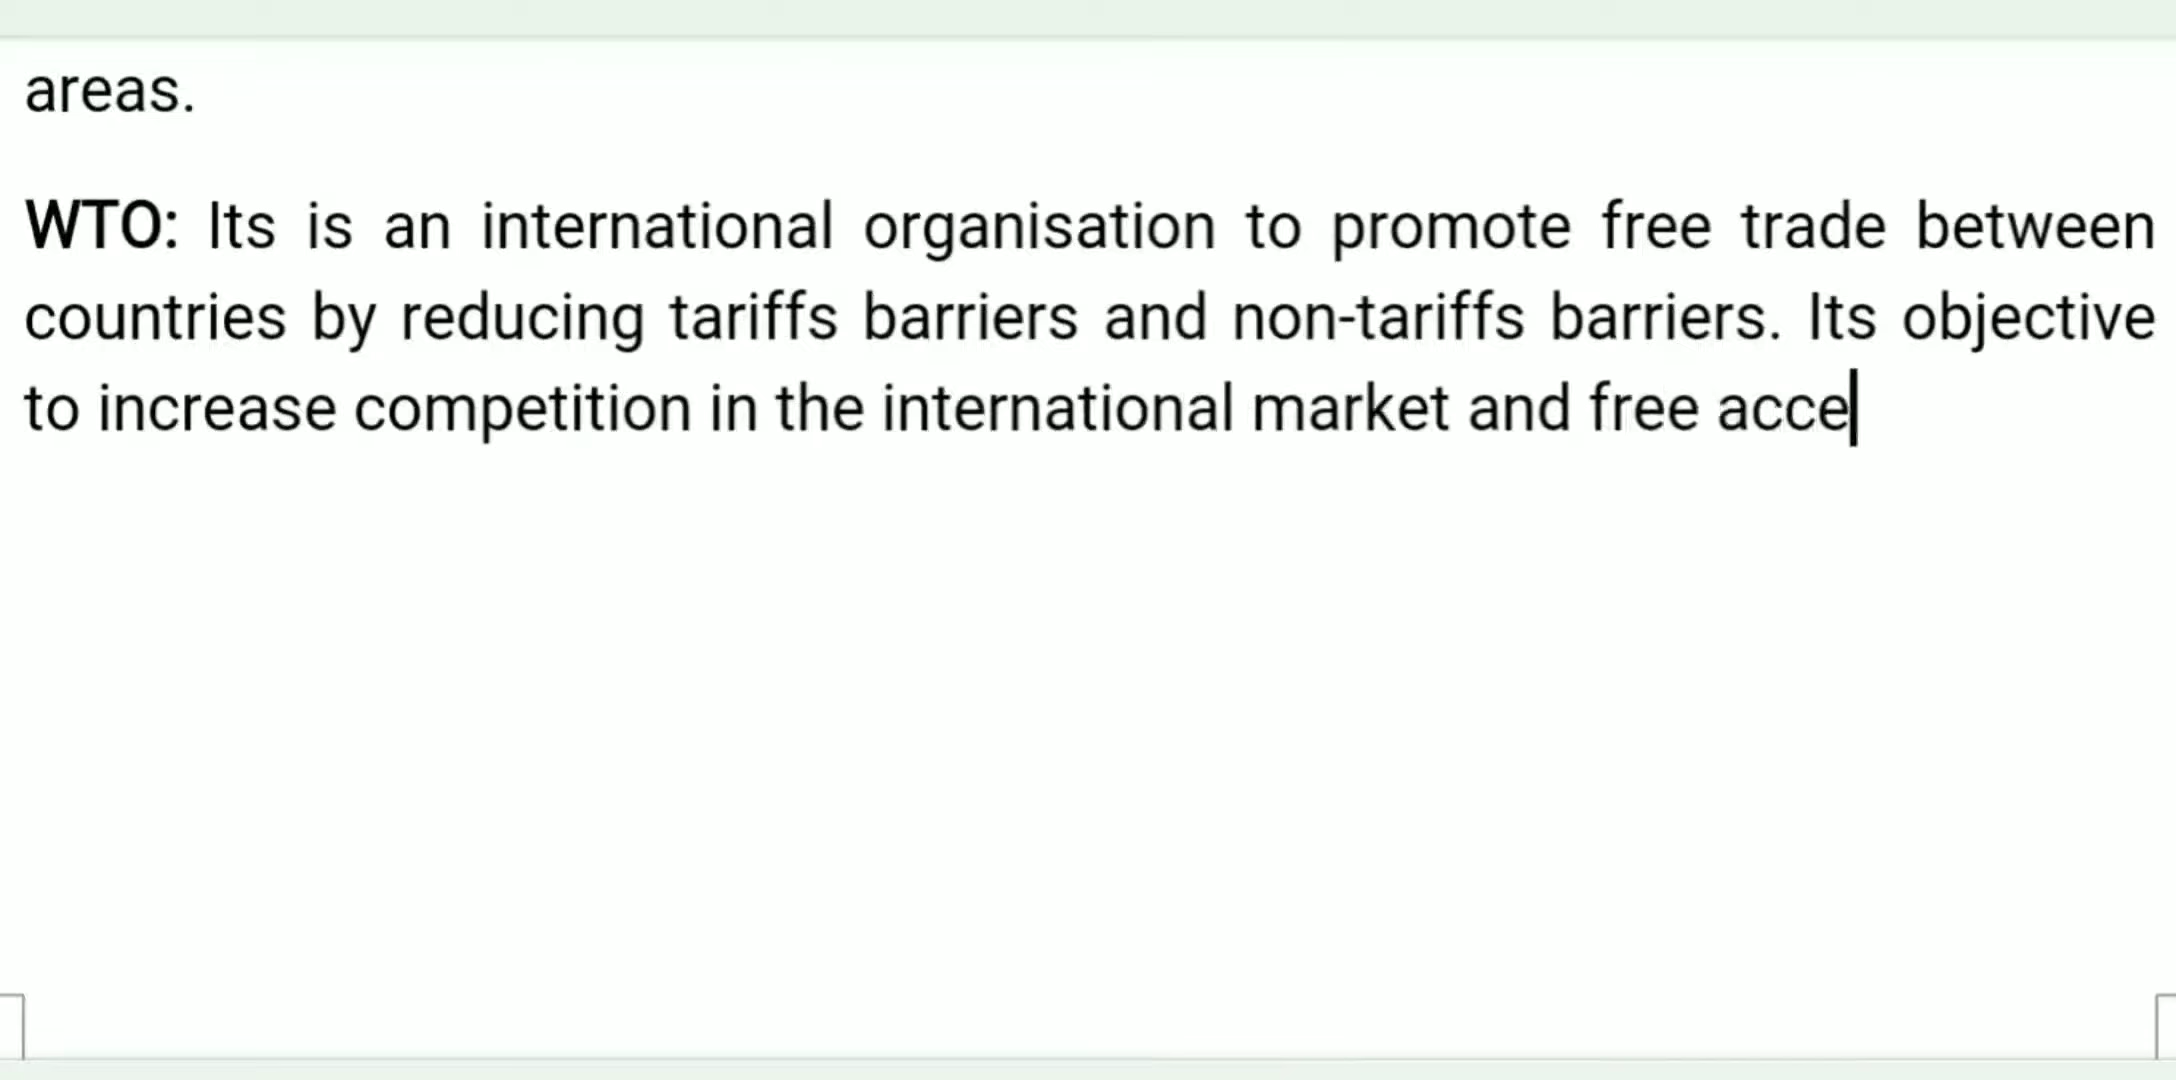 areas.
WTO: Its is an international organisation to promote free trade between
countries by reducing tariffs barriers and non-tariffs barriers. Its objective
to increase competition in the international market and free acce